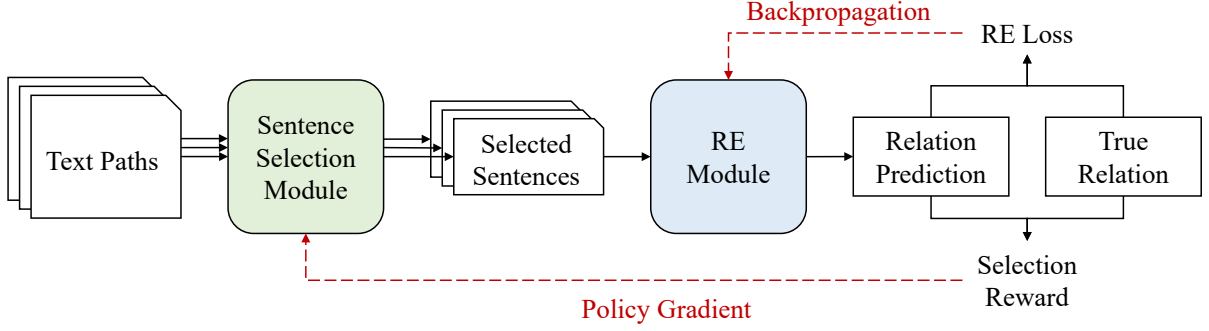 Backpropagation
RE Loss
Text Paths
Sentence
Selection
Module
Selected
Sentences
RE
Module
Relation
Prediction
True
Relation
Selection
Reward
Policy Gradient